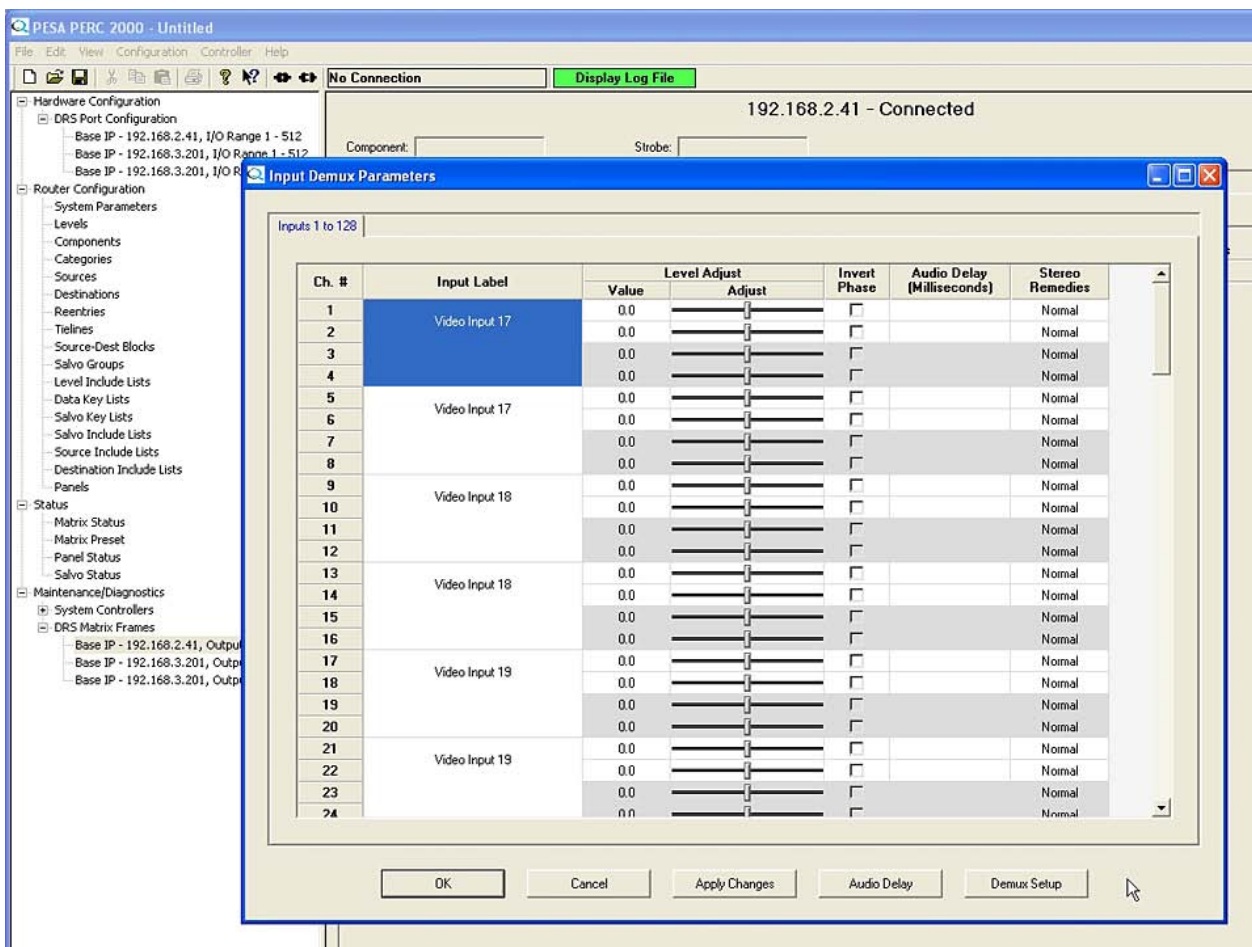 PESA PERC 2000 - Untitled
File Edit View Configuration Controller Help
No Connection
Display Log File
Hardware Configuration
DRS Port Configuration
Base IP - 192.168.2.41, I/O Range 1 - 512
Base IP - 192.168.3.201, I/O Range 1 - 512
Base IP - 192.168.3.201, I/O R
Router Configuration
System Parameters
Levels
Components
Categories
Sources
Destinations
Reentries
Tielines
Source-Dest Blocks
Salvo Groups
Level Include Lists
Data Key Lists
Salvo Key Lists
Salvo Include Lists
Source Include Lists
Destination Include Lists
Panels
Status
Matrix Status
Matrix Preset
Panel Status
Salvo Status
Maintenance/Diagnostics
System Controllers
DRS Matrix Frames
Base IP - 192.168.2.41, Output
Base IP - 192.168.3.201, Outp
Base IP - 192.168.3.201, Outp
192.168.2.41 - Connected
Component: Strobe:
Input Demux Parameters
Inputs 1 to 128
Ch. # Input Label Level Adjust Value Adjust Invert Phase Audio Delay (Milliseconds) Stereo Remedies
1 Video Input 17 0.0 Normal
2 0.0 Normal
3 0.0 Normal
4 0.0 Normal
5 Video Input 17 0.0 Normal
6 0.0 Normal
7 0.0 Normal
8 0.0 Normal
9 Video Input 18 0.0 Normal
10 0.0 Normal
11 0.0 Normal
12 0.0 Normal
13 Video Input 18 0.0 Normal
14 0.0 Normal
15 0.0 Normal
16 0.0 Normal
17 Video Input 19 0.0 Normal
18 0.0 Normal
19 0.0 Normal
20 0.0 Normal
21 Video Input 19 0.0 Normal
22 0.0 Normal
23 0.0 Normal
24 0.0 Normal
OK Cancel Apply Changes Audio Delay Demux Setup